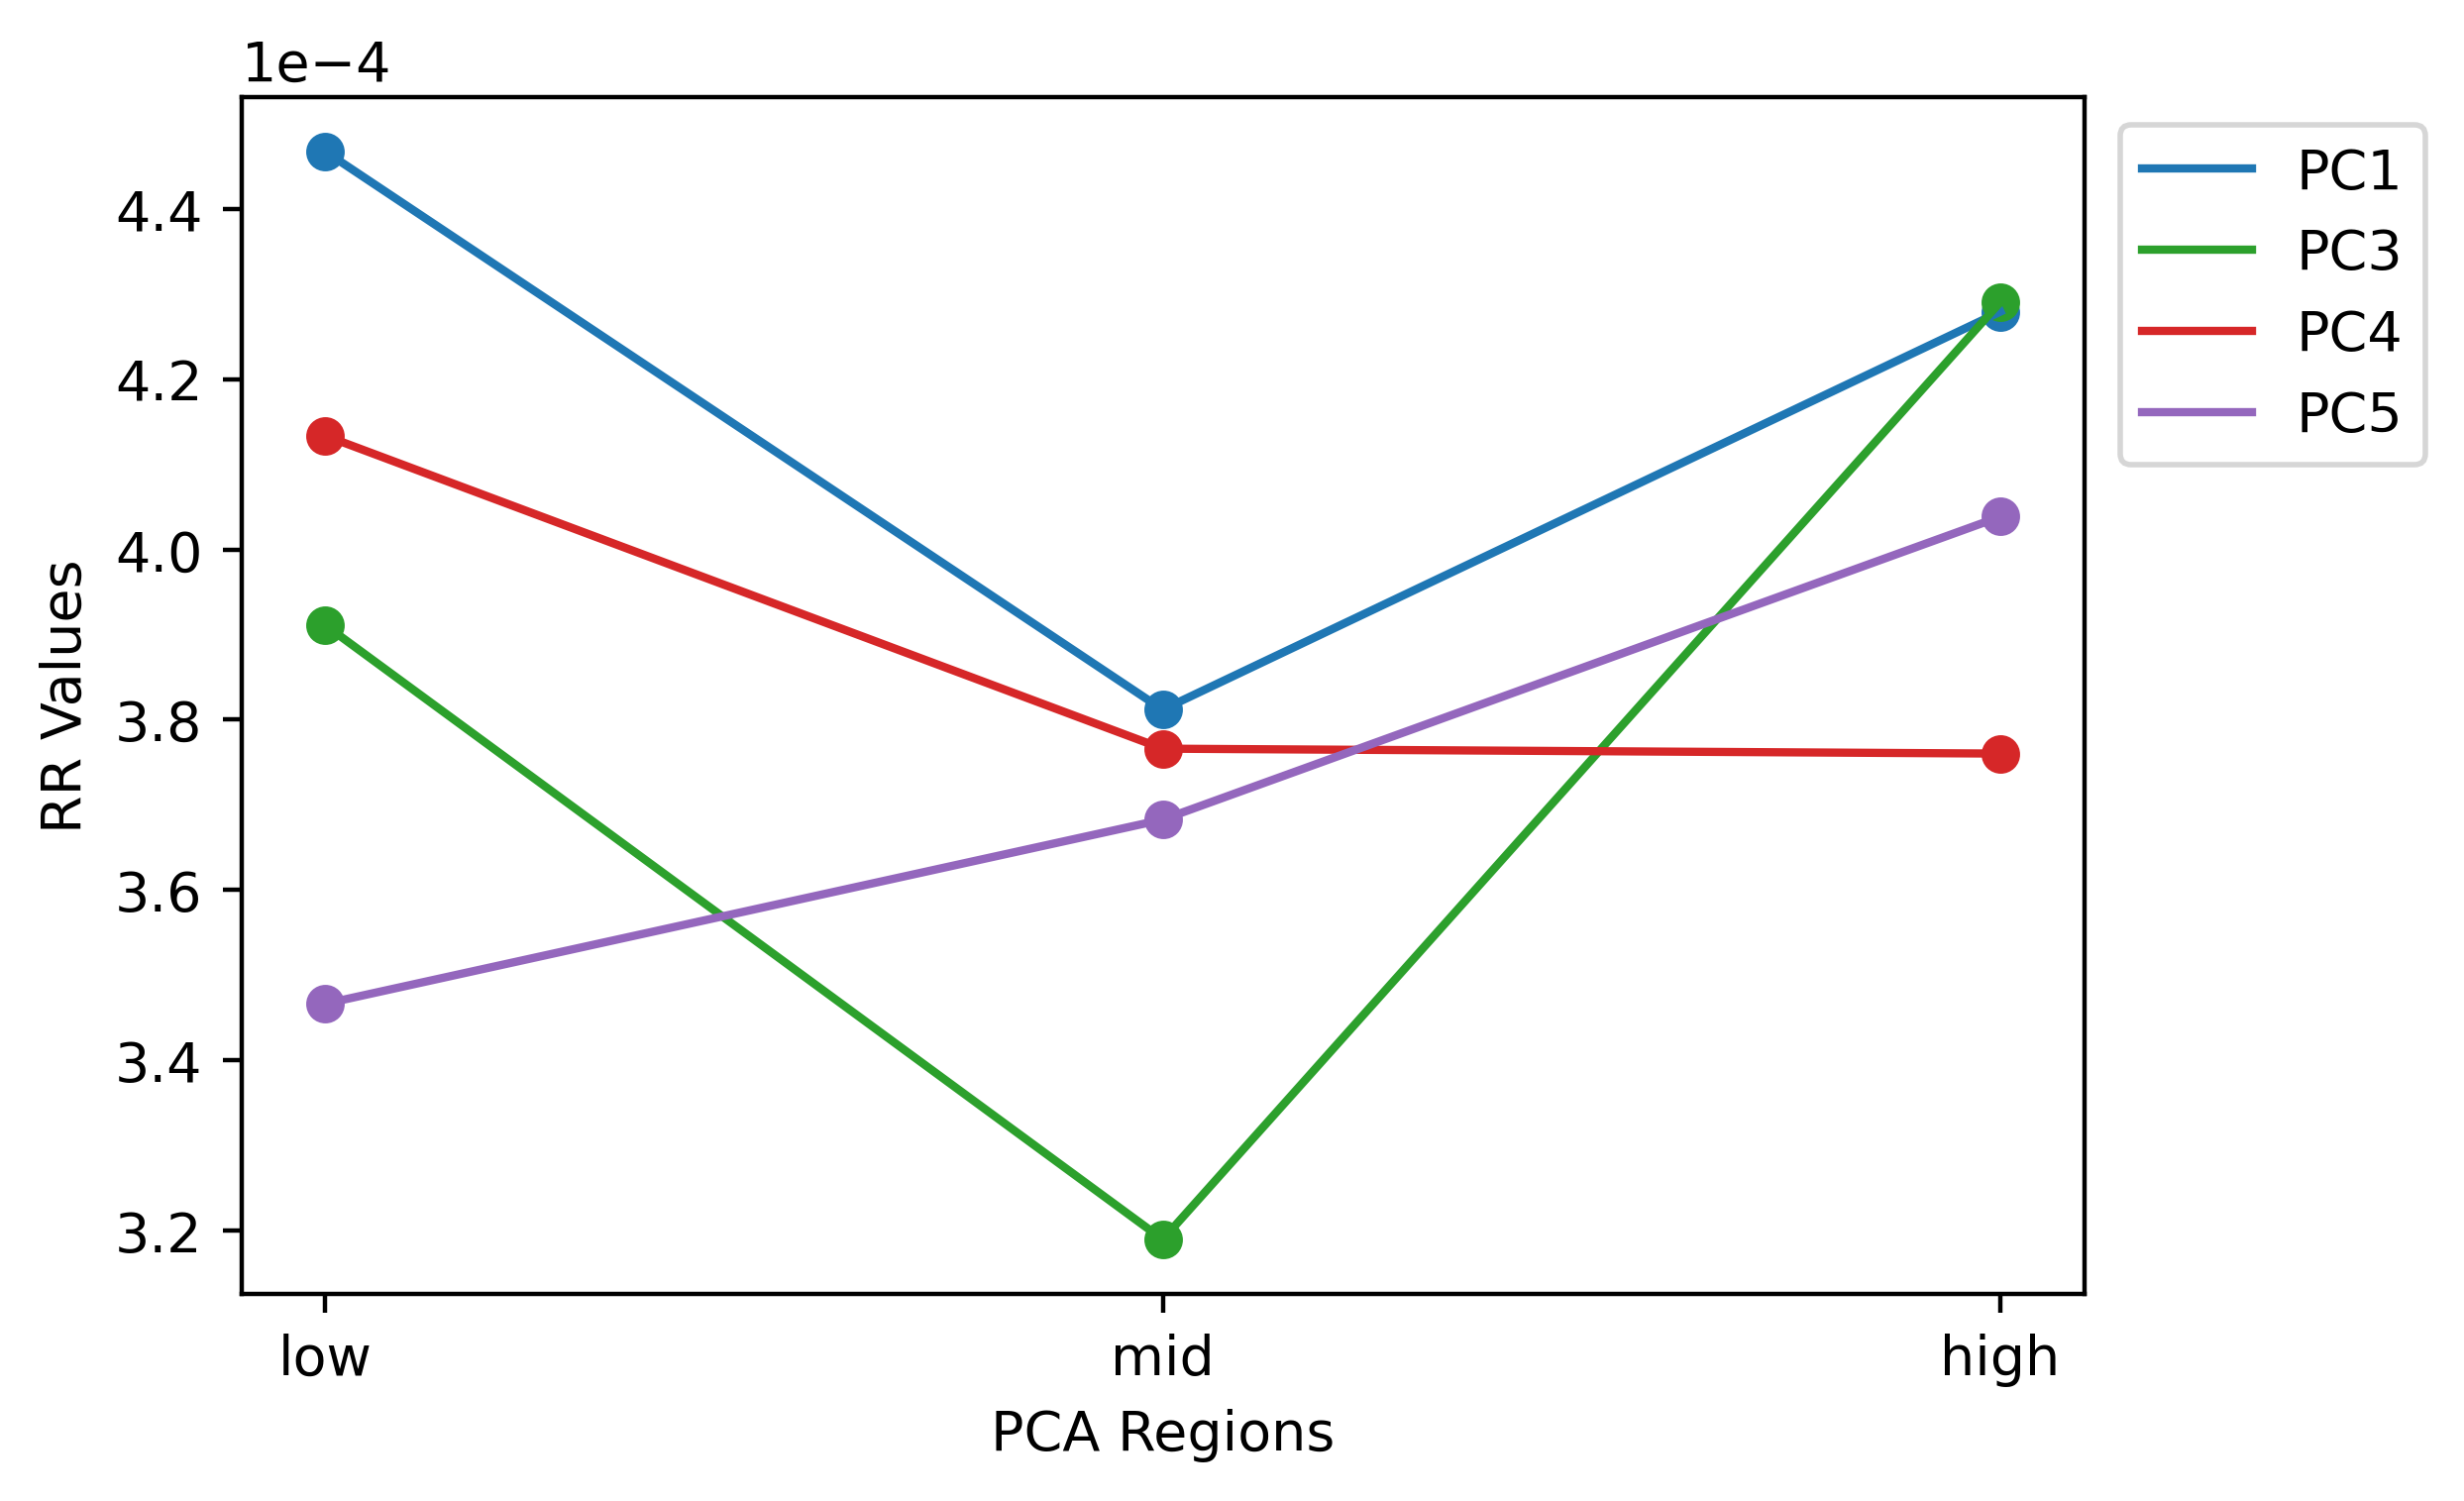 1e−4
4.4
4.2
4.0
3.8
3.6
3.4
3.2
RR Values
low
mid
high
PCA Regions
PC1
PC3
PC4
PC5